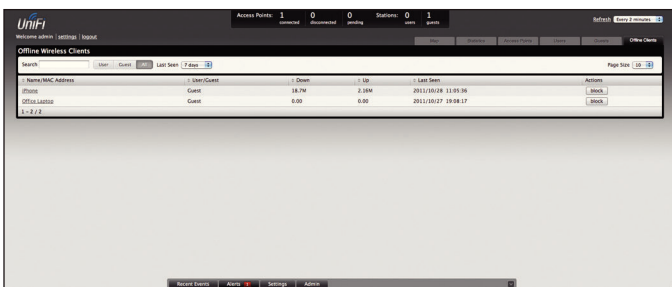 UniFi
Access Points: 1 connected 0 disconnected 0 pending Stations: 0 users 1 guests
Refresh Every 2 minutes
Welcome admin | settings | logout
Map Statistics Access Points Users Guests Offline Clients
Offline Wireless Clients
Search User Guest All Last Seen 7 days Page Size 10
Name/MAC Address User/Guest Down Up Last Seen Actions
iPhone Guest 18.7M 2.16M 2011/10/28 11:05:36 block
Office Laptop Guest 0.00 0.00 2011/10/27 19:08:17 block
1 - 2 / 2
Recent Events Alerts 1 Settings Admin